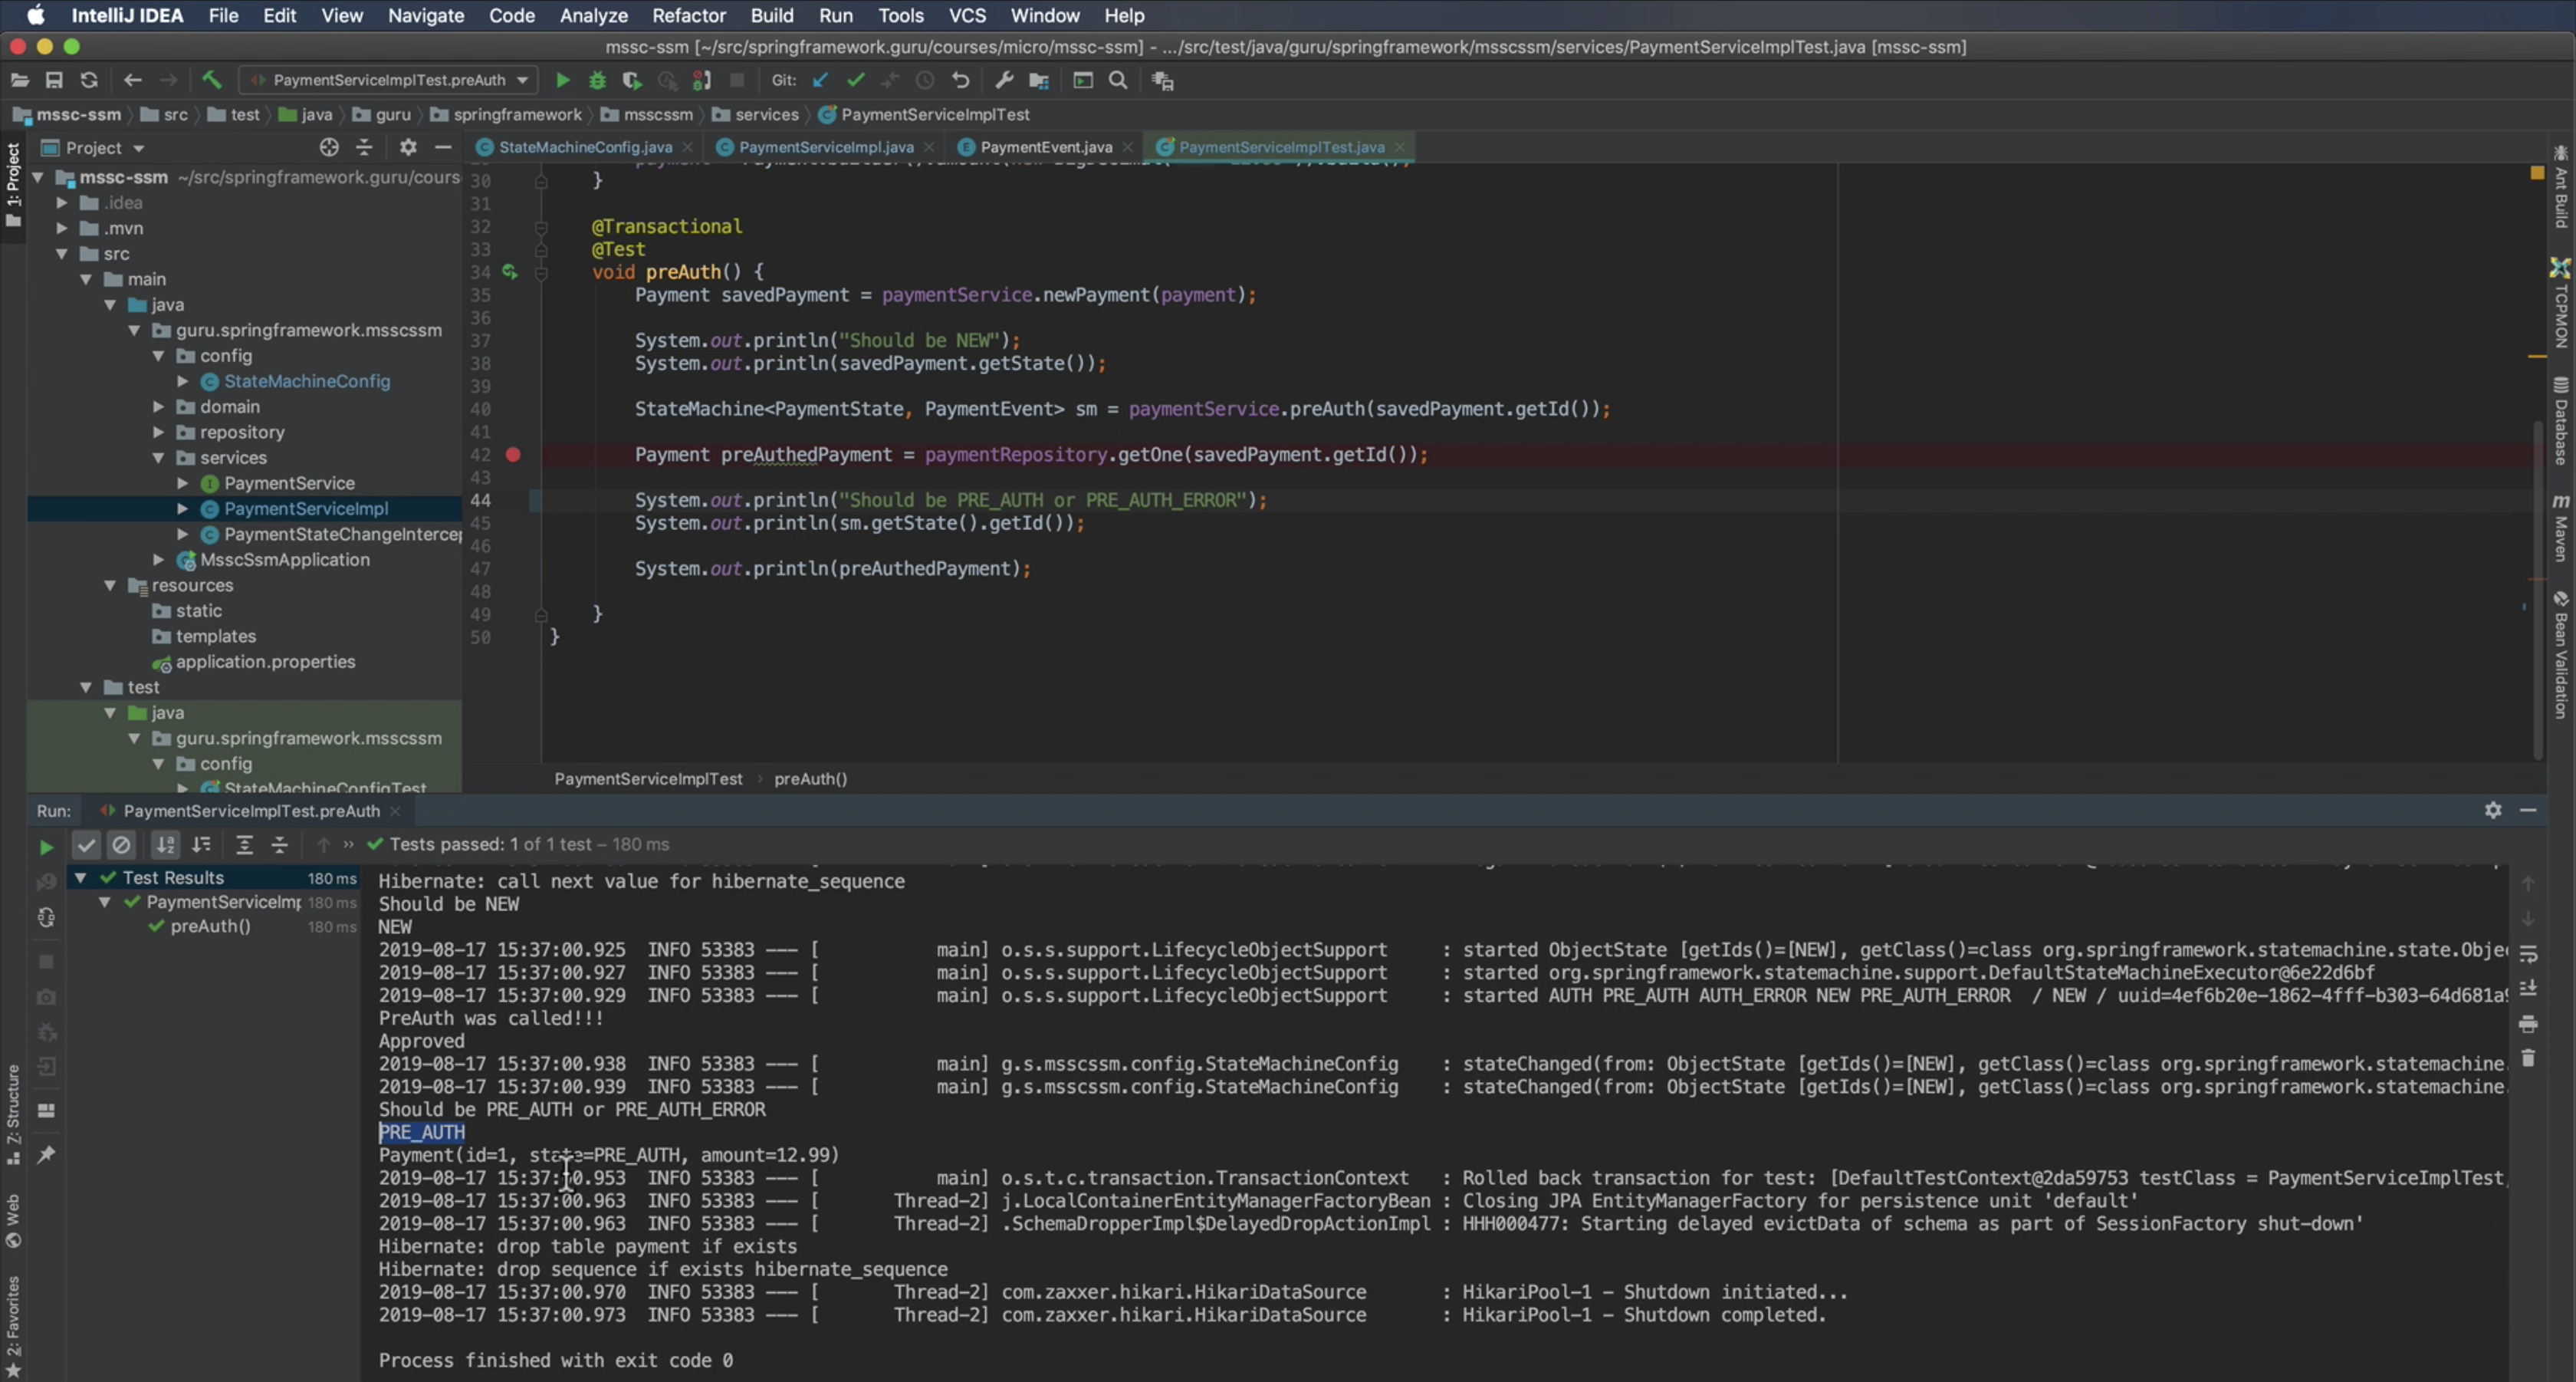 IntelliJ IDEA File Edit View Navigate Code Analyze Refactor Build Run Tools VCS Window Help
mssc-ssm [~/src/springframework.guru/courses/micro/mssc-ssm] - .../src/test/java/guru/springframework/msscssm/services/PaymentServiceImplTest.java [mssc-ssm]
PaymentServiceImplTest.preAuth Git:
mssc-ssm src test java guru springframework msscssm services PaymentServiceImplTest
Project
StateMachineConfig.java PaymentServiceImpl.java PaymentEvent.java PaymentServiceImplTest.java
1: Project
mssc-ssm ~/src/springframework.guru/cours
.idea
.mvn
src
main
java
guru.springframework.msscssm
config
StateMachineConfig
domain
repository
services
PaymentService
PaymentServiceImpl
PaymentStateChangeIntercep
MsscSsmApplication
resources
static
templates
application.properties
test
java
guru.springframework.msscssm
config
StateMachineConfigTest
30 }
31
32 @Transactional
33 @Test
34 void preAuth() {
35 Payment savedPayment = paymentService.newPayment(payment);
36
37 System.out.println("Should be NEW");
38 System.out.println(savedPayment.getState());
39
40 StateMachine<PaymentState, PaymentEvent> sm = paymentService.preAuth(savedPayment.getId());
41
42 Payment preAuthedPayment = paymentRepository.getOne(savedPayment.getId());
43
44 System.out.println("Should be PRE_AUTH or PRE_AUTH_ERROR");
45 System.out.println(sm.getState().getId());
46
47 System.out.println(preAuthedPayment);
48
49 }
50 }
PaymentServiceImplTest › preAuth()
Ant Build
TCPMON
Database
Maven
Bean Validation
Run: PaymentServiceImplTest.preAuth
Tests passed: 1 of 1 test – 180 ms
Test Results 180 ms
PaymentServiceImp 180 ms
preAuth() 180 ms
Hibernate: call next value for hibernate_sequence
Should be NEW
NEW
2019-08-17 15:37:00.925 INFO 53383 --- [ main] o.s.s.support.LifecycleObjectSupport : started ObjectState [getIds()=[NEW], getClass()=class org.springframework.statemachine.state.Obje
2019-08-17 15:37:00.927 INFO 53383 --- [ main] o.s.s.support.LifecycleObjectSupport : started org.springframework.statemachine.support.DefaultStateMachineExecutor@6e22d6bf
2019-08-17 15:37:00.929 INFO 53383 --- [ main] o.s.s.support.LifecycleObjectSupport : started AUTH PRE_AUTH AUTH_ERROR NEW PRE_AUTH_ERROR / NEW / uuid=4ef6b20e-1862-4fff-b303-64d681a9
PreAuth was called!!!
Approved
2019-08-17 15:37:00.938 INFO 53383 --- [ main] g.s.msscssm.config.StateMachineConfig : stateChanged(from: ObjectState [getIds()=[NEW], getClass()=class org.springframework.statemachine.
2019-08-17 15:37:00.939 INFO 53383 --- [ main] g.s.msscssm.config.StateMachineConfig : stateChanged(from: ObjectState [getIds()=[NEW], getClass()=class org.springframework.statemachine.
Should be PRE_AUTH or PRE_AUTH_ERROR
PRE_AUTH
Payment(id=1, state=PRE_AUTH, amount=12.99)
2019-08-17 15:37:00.953 INFO 53383 --- [ main] o.s.t.c.transaction.TransactionContext : Rolled back transaction for test: [DefaultTestContext@2da59753 testClass = PaymentServiceImplTest,
2019-08-17 15:37:00.963 INFO 53383 --- [ Thread-2] j.LocalContainerEntityManagerFactoryBean : Closing JPA EntityManagerFactory for persistence unit 'default'
2019-08-17 15:37:00.963 INFO 53383 --- [ Thread-2] .SchemaDropperImpl$DelayedDropActionImpl : HHH000477: Starting delayed evictData of schema as part of SessionFactory shut-down'
Hibernate: drop table payment if exists
Hibernate: drop sequence if exists hibernate_sequence
2019-08-17 15:37:00.970 INFO 53383 --- [ Thread-2] com.zaxxer.hikari.HikariDataSource : HikariPool-1 - Shutdown initiated...
2019-08-17 15:37:00.973 INFO 53383 --- [ Thread-2] com.zaxxer.hikari.HikariDataSource : HikariPool-1 - Shutdown completed.
Process finished with exit code 0
Z: Structure
Web
2: Favorites